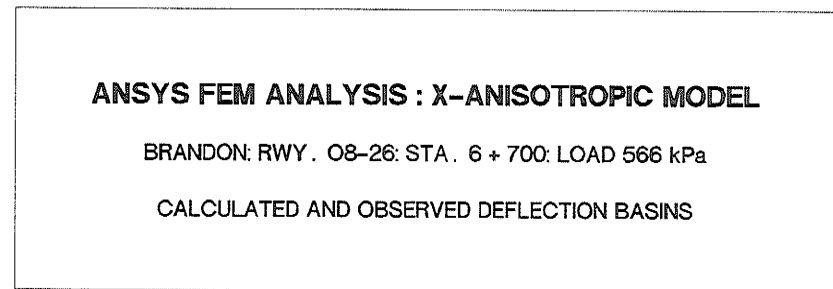 ANSYS FEM ANALYSIS : X-ANISOTROPIC MODEL
BRANDON: RWY. 08-26: STA. 6 + 700: LOAD 566 kPa
CALCULATED AND OBSERVED DEFLECTION BASINS